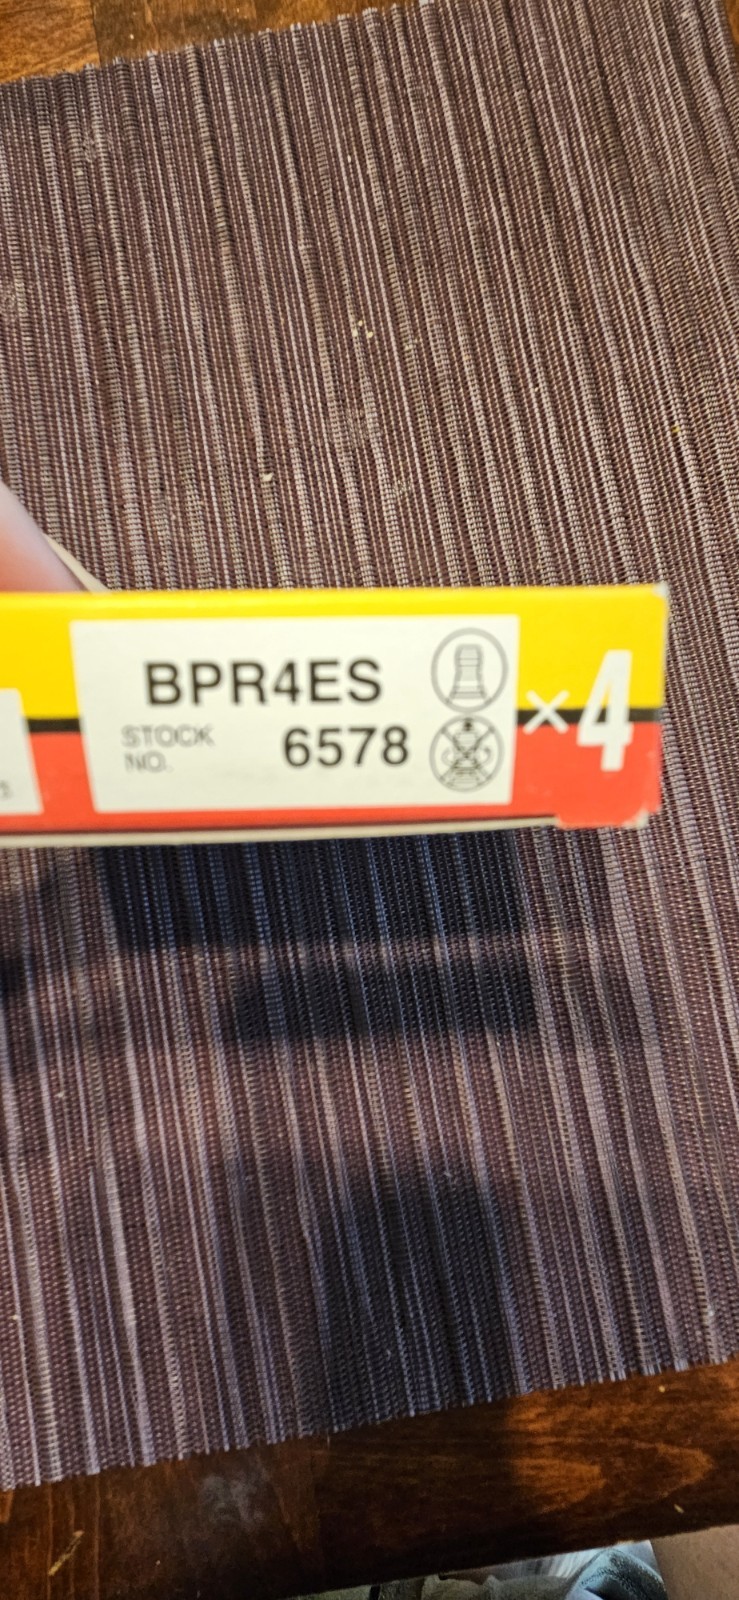 BPR4ES
STOCK
NO. 6578
×4